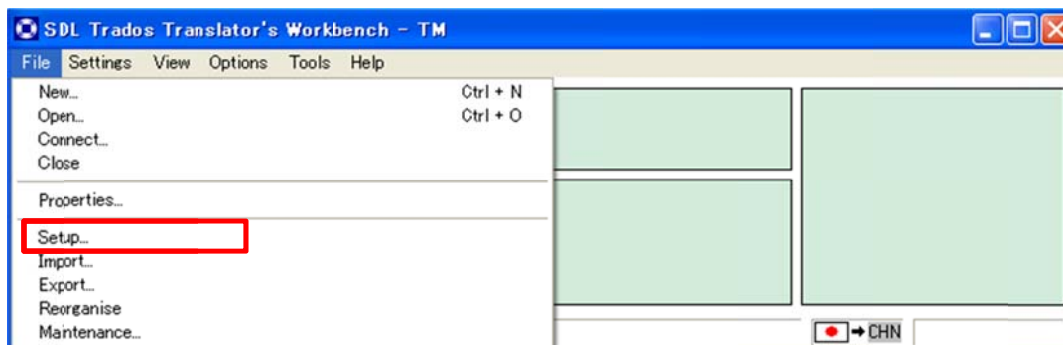 SDL Trados Translator's Workbench - TM
File Settings View Options Tools Help
New... Ctrl + N
Open... Ctrl + O
Connect...
Close
Properties...
Setup...
Import...
Export...
Reorganise
Maintenance...
CHN